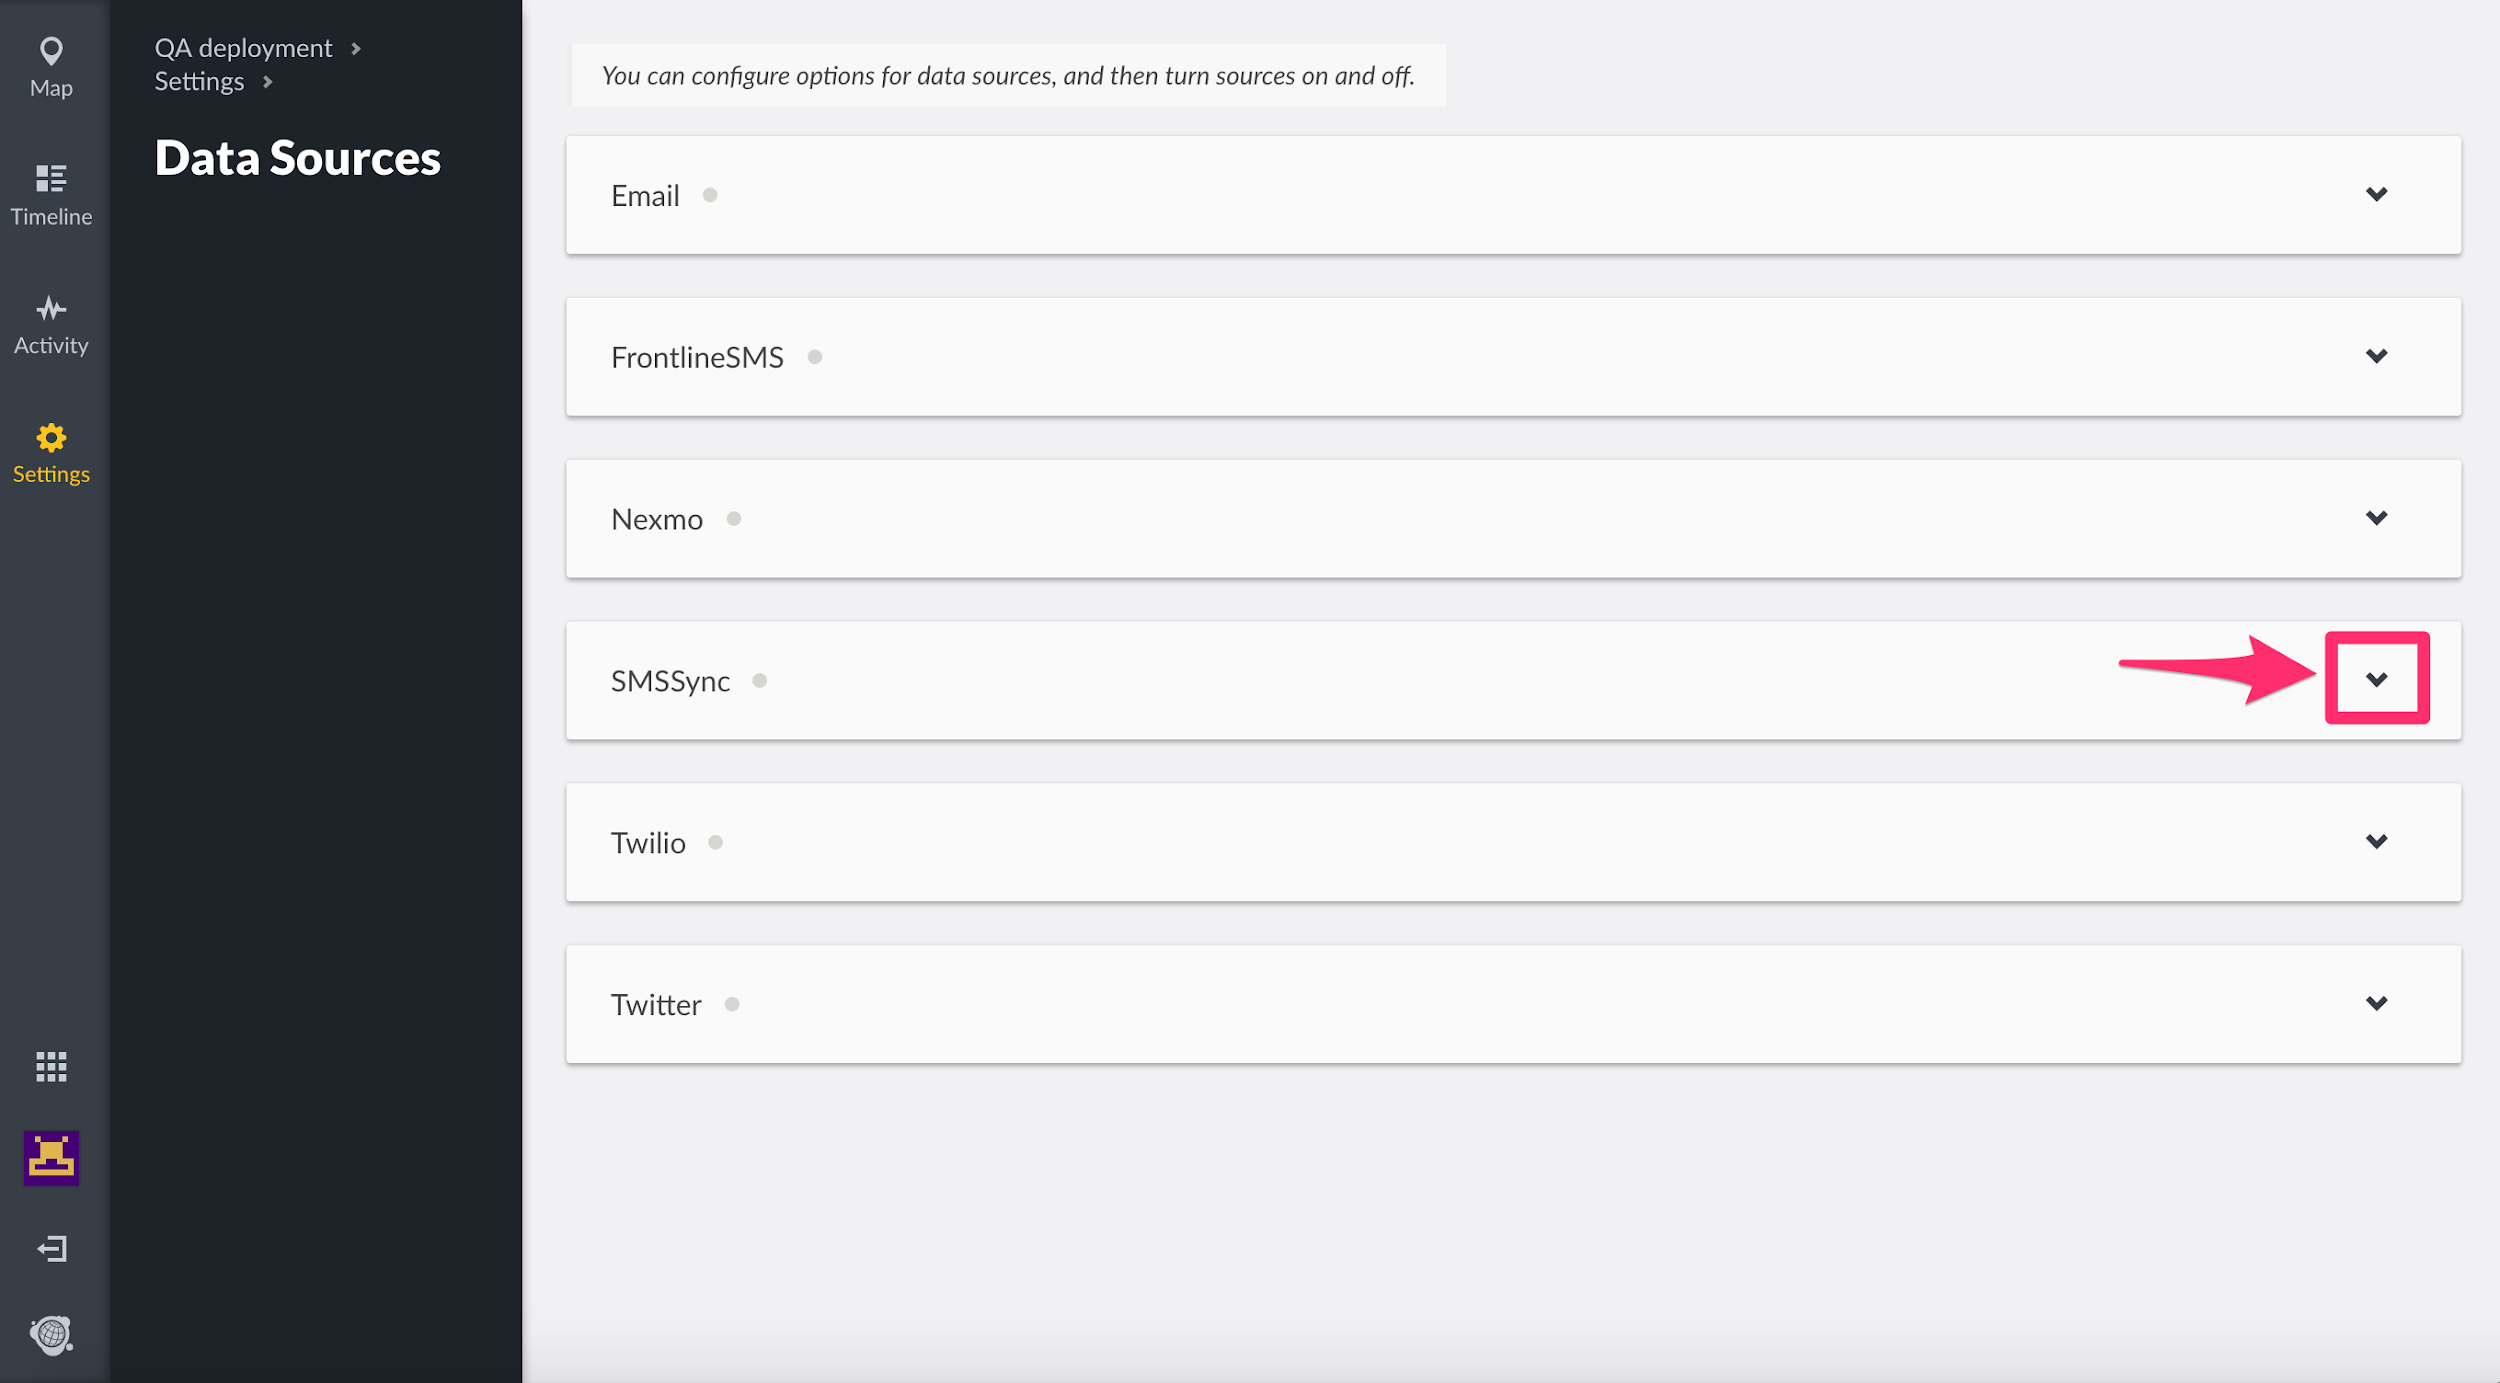 Map
Timeline
Activity
Settings
QA deployment
Settings
Data Sources
You can configure options for data sources, and then turn sources on and off.
Email
FrontlineSMS
Nexmo
SMSSync
Twilio
Twitter